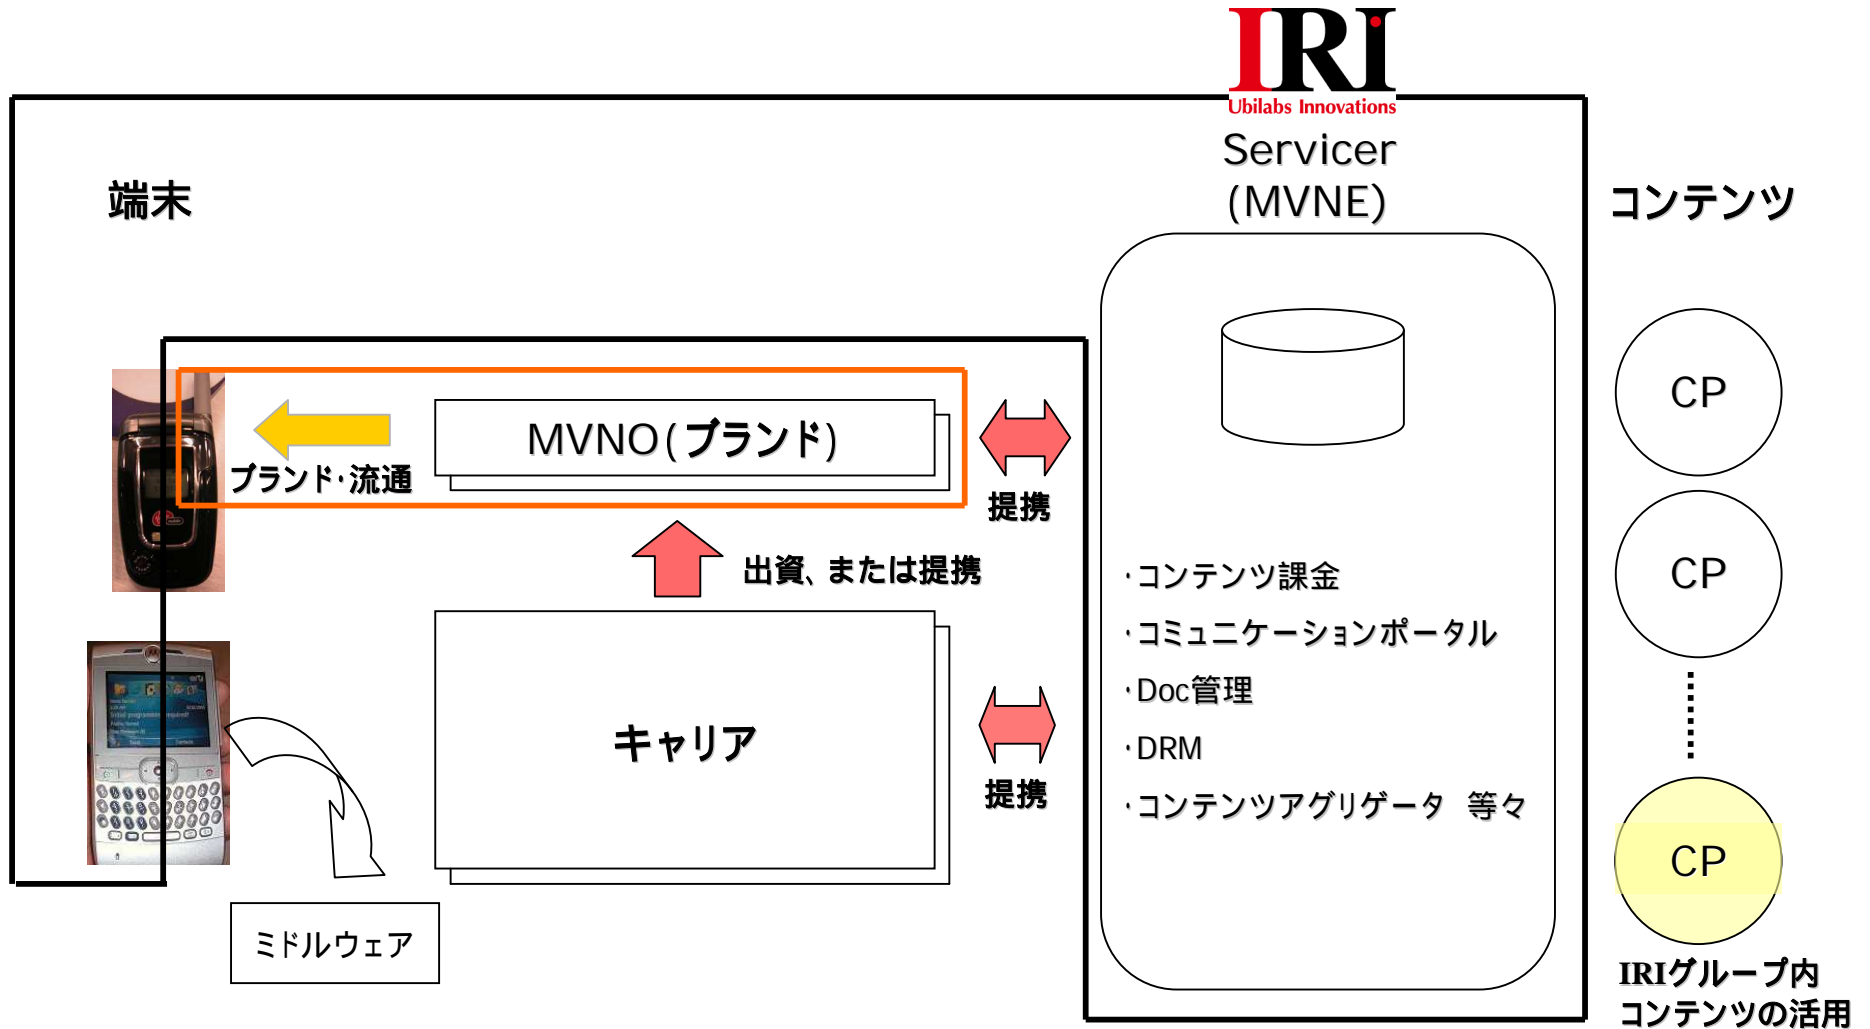 IRI
Ubilabs Innovations
Servicer
(MVNE)
端末
コンテンツ
MVNO(ブランド)
ブランド・流通
提携
出資、または提携
キャリア
提携
ミドルウェア
・コンテンツ課金
・コミュニケーションポータル
・Doc管理
・DRM
・コンテンツアグリゲータ 等々
CP
CP
CP
IRIグループ内
コンテンツの活用